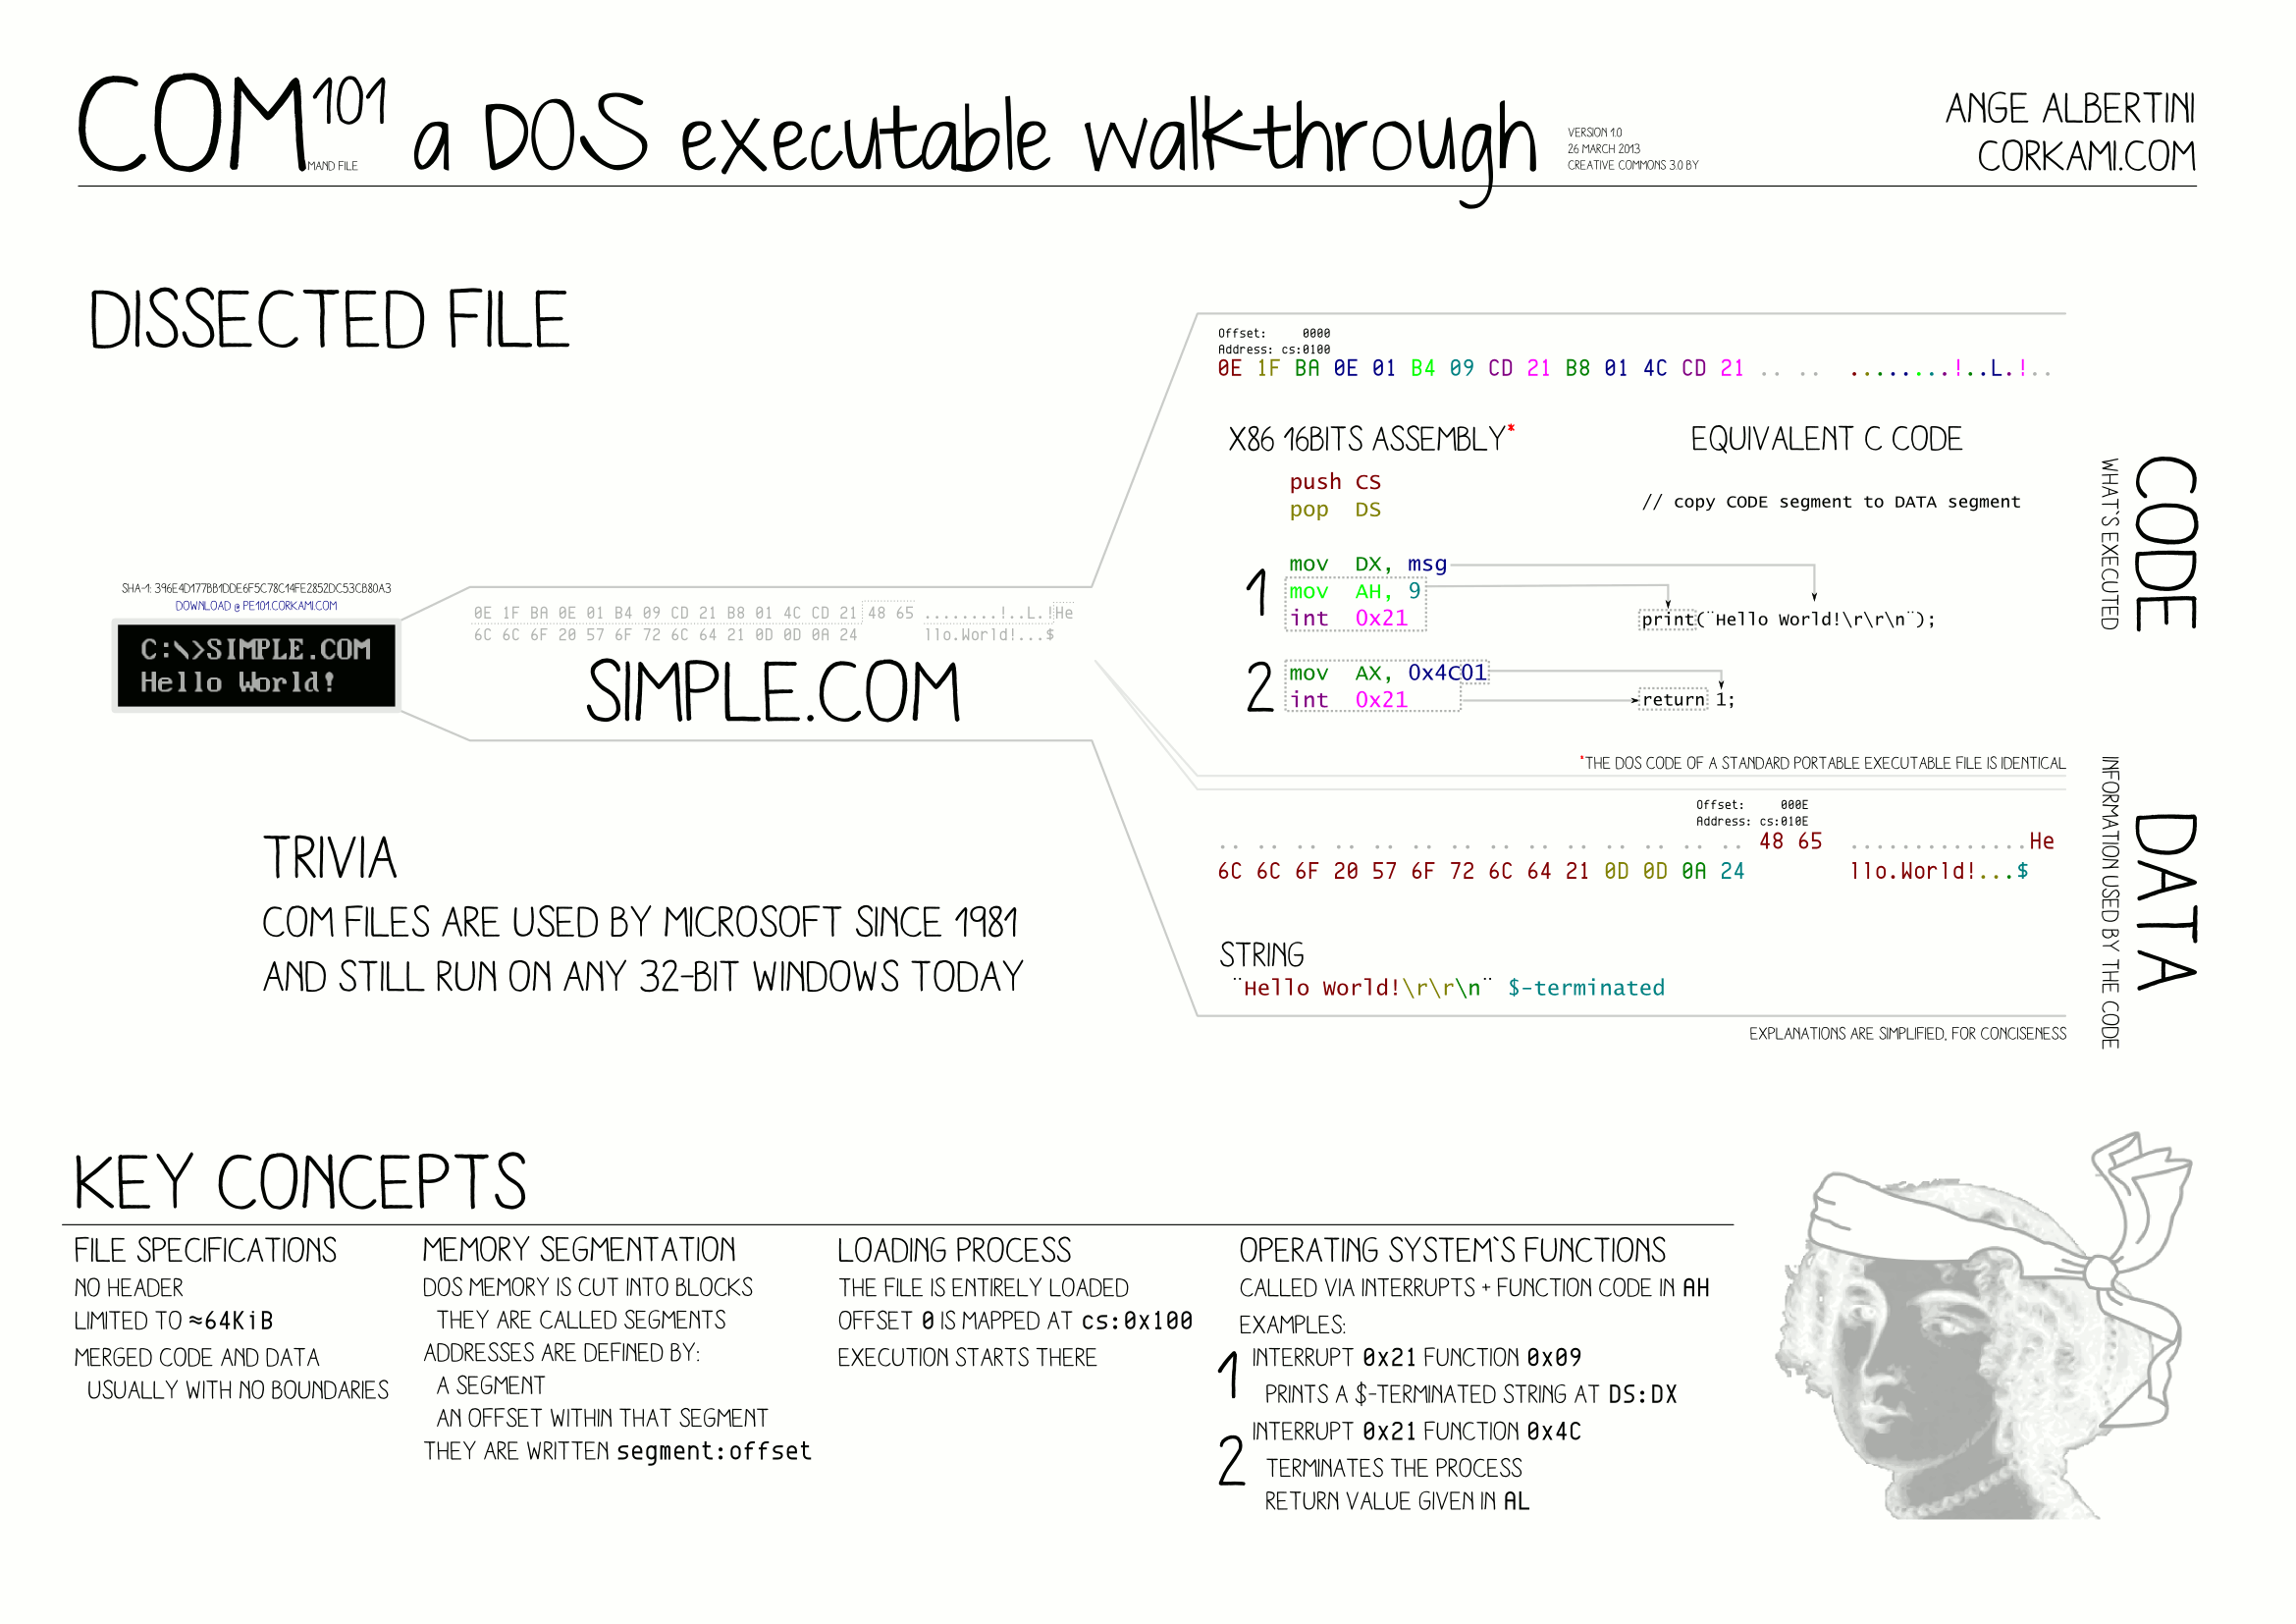 COM101 a DOS executable walkthrough
MAND FILE
VERSION 1.0
26 MARCH 2013
CREATIVE COMMONS 3.0 BY
ANGE ALBERTINI
CORKAMI.COM
DISSECTED FILE
SHA-1: 396E4D177BB1DDE6F5C78C14FE2852DC53CB80A3
DOWNLOAD @ PE101.CORKAMI.COM
C:\>SIMPLE.COM
Hello World!
0E 1F BA 0E 01 B4 09 CD 21 B8 01 4C CD 21 48 65 ........!..L.!He
6C 6C 6F 20 57 6F 72 6C 64 21 0D 0D 0A 24 llo.World!...$
SIMPLE.COM
Offset: 0000
Address: cs:0100
0E 1F BA 0E 01 B4 09 CD 21 B8 01 4C CD 21 .. .. ........!..L.!..
X86 16BITS ASSEMBLY*
EQUIVALENT C CODE
push CS
pop DS
// copy CODE segment to DATA segment
1
mov DX, msg
mov AH, 9
int 0x21
print(¨Hello World!\r\r\n¨);
2
mov AX, 0x4C01
int 0x21
return 1;
*THE DOS CODE OF A STANDARD PORTABLE EXECUTABLE FILE IS IDENTICAL
CODE
WHAT`S EXECUTED
Offset: 000E
Address: cs:010E
.. .. .. .. .. .. .. .. .. .. .. .. .. .. 48 65 ..............He
6C 6C 6F 20 57 6F 72 6C 64 21 0D 0D 0A 24 llo.World!...$
STRING
¨Hello World!\r\r\n¨ $-terminated
DATA
INFORMATION USED BY THE CODE
EXPLANATIONS ARE SIMPLIFIED, FOR CONCISENESS
TRIVIA
COM FILES ARE USED BY MICROSOFT SINCE 1981
AND STILL RUN ON ANY 32-BIT WINDOWS TODAY
KEY CONCEPTS
FILE SPECIFICATIONS
NO HEADER
LIMITED TO ≈64KiB
MERGED CODE AND DATA
USUALLY WITH NO BOUNDARIES
MEMORY SEGMENTATION
DOS MEMORY IS CUT INTO BLOCKS
THEY ARE CALLED SEGMENTS
ADDRESSES ARE DEFINED BY:
A SEGMENT
AN OFFSET WITHIN THAT SEGMENT
THEY ARE WRITTEN segment:offset
LOADING PROCESS
THE FILE IS ENTIRELY LOADED
OFFSET 0 IS MAPPED AT cs:0x100
EXECUTION STARTS THERE
OPERATING SYSTEM`S FUNCTIONS
CALLED VIA INTERRUPTS + FUNCTION CODE IN AH
EXAMPLES:
1
INTERRUPT 0x21 FUNCTION 0x09
PRINTS A $-TERMINATED STRING AT DS:DX
2
INTERRUPT 0x21 FUNCTION 0x4C
TERMINATES THE PROCESS
RETURN VALUE GIVEN IN AL